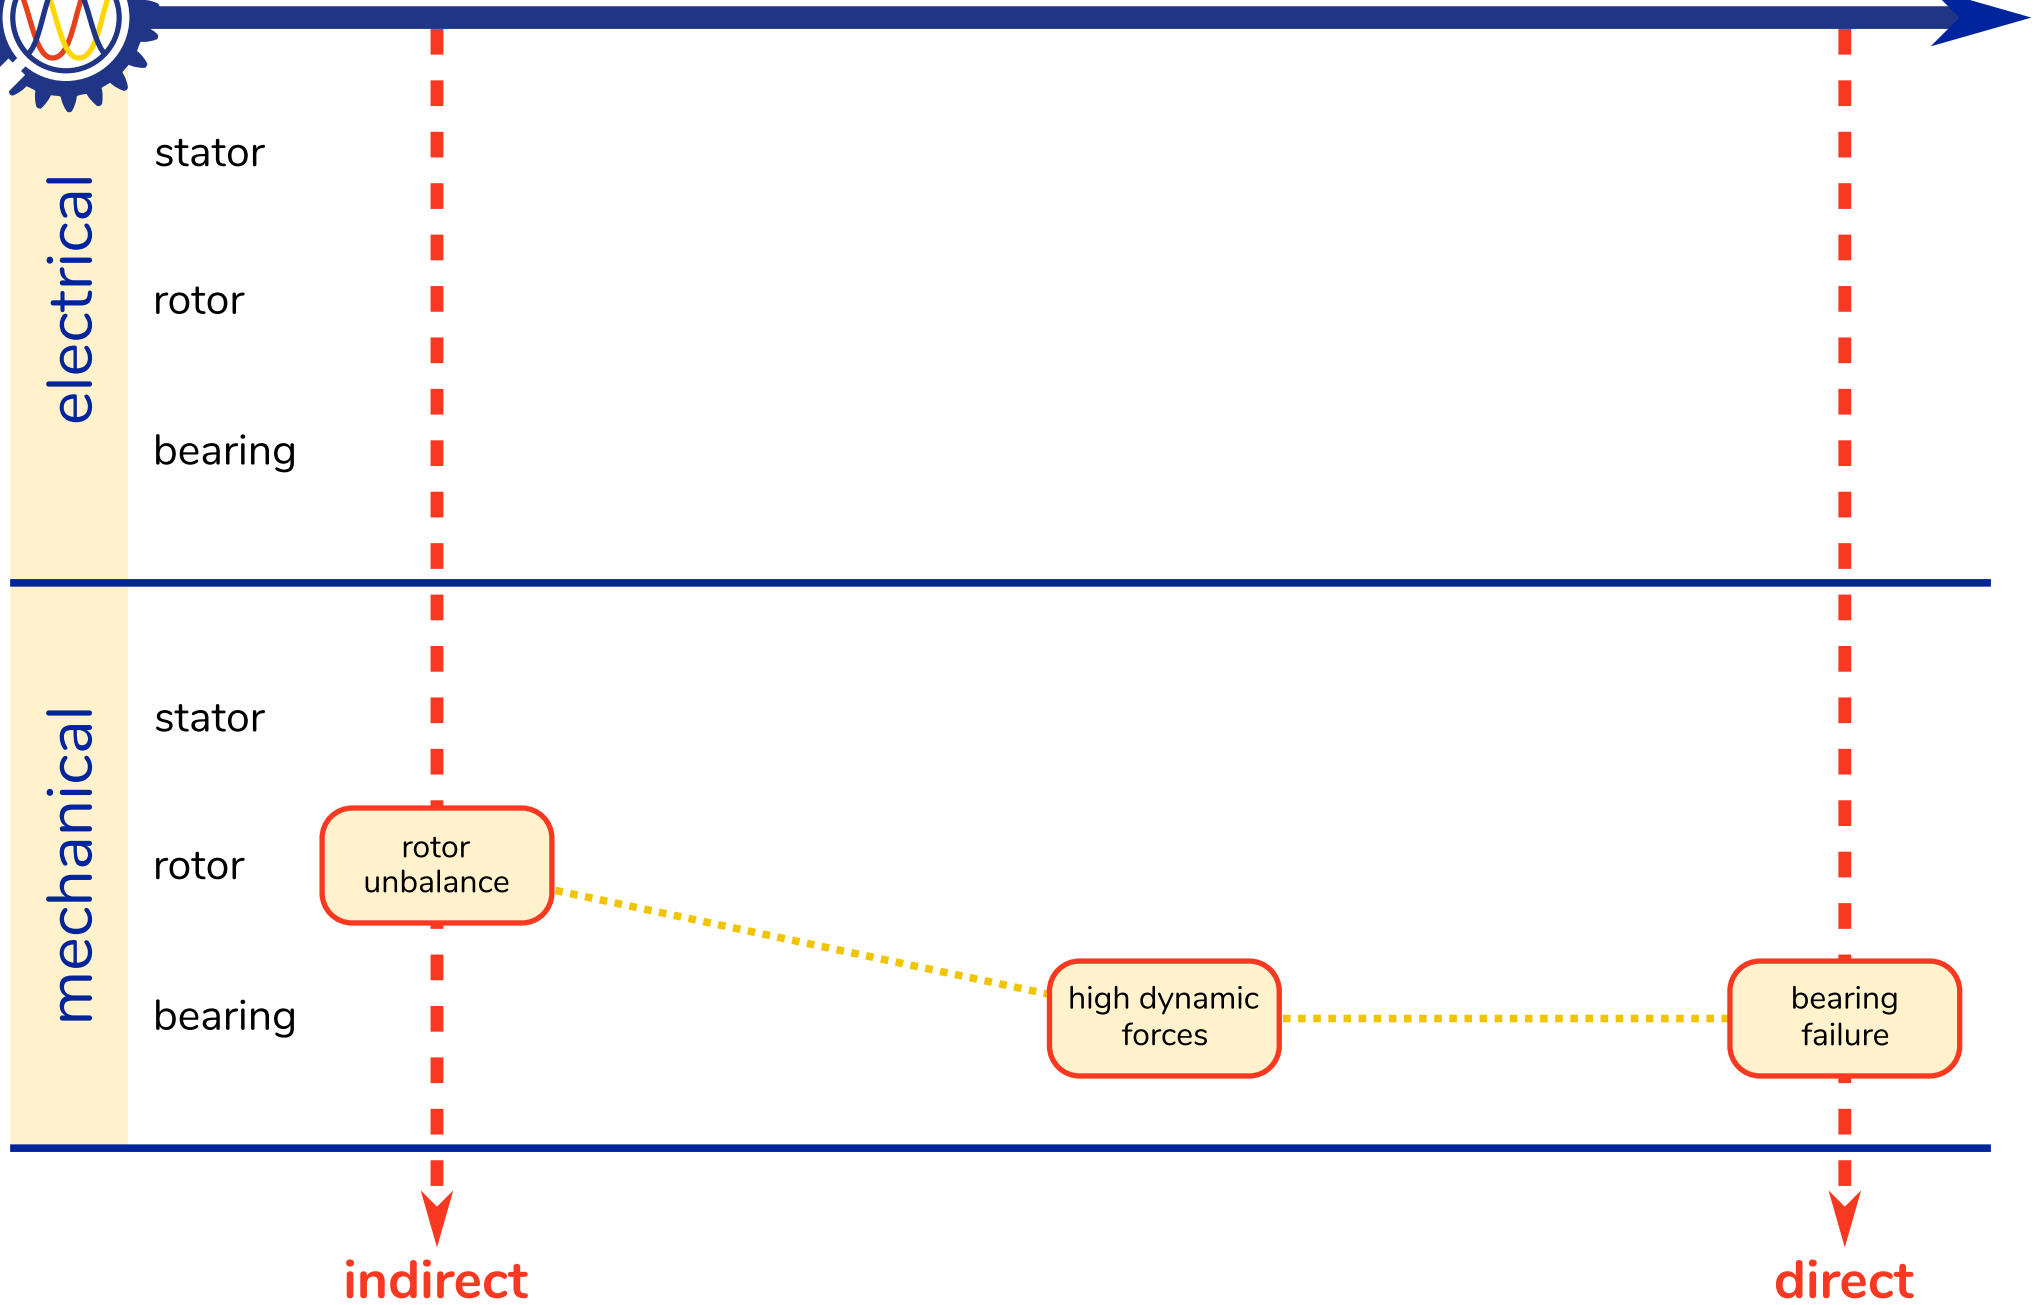 electrical
stator
rotor
bearing
mechanical
stator
rotor
bearing
rotor
unbalance
high dynamic
forces
bearing
failure
indirect
direct